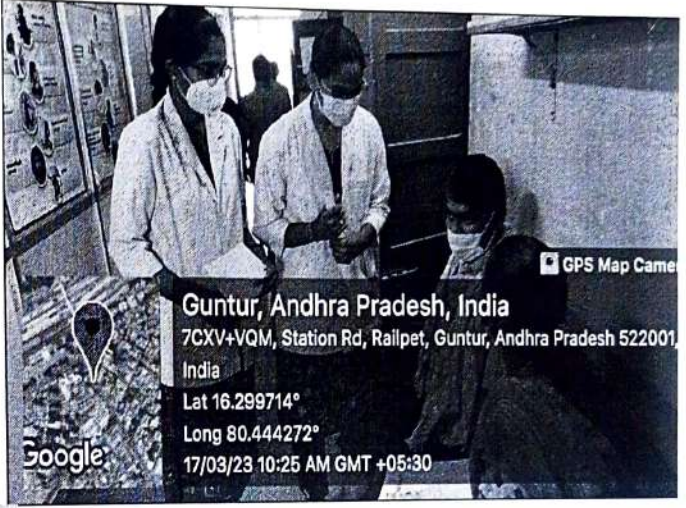 GPS Map Came
Guntur, Andhra Pradesh, India
7CXV+VQM, Station Rd, Railpet, Guntur, Andhra Pradesh 522001,
India
Lat 16.299714°
Long 80.444272°
17/03/23 10:25 AM GMT +05:30
Google